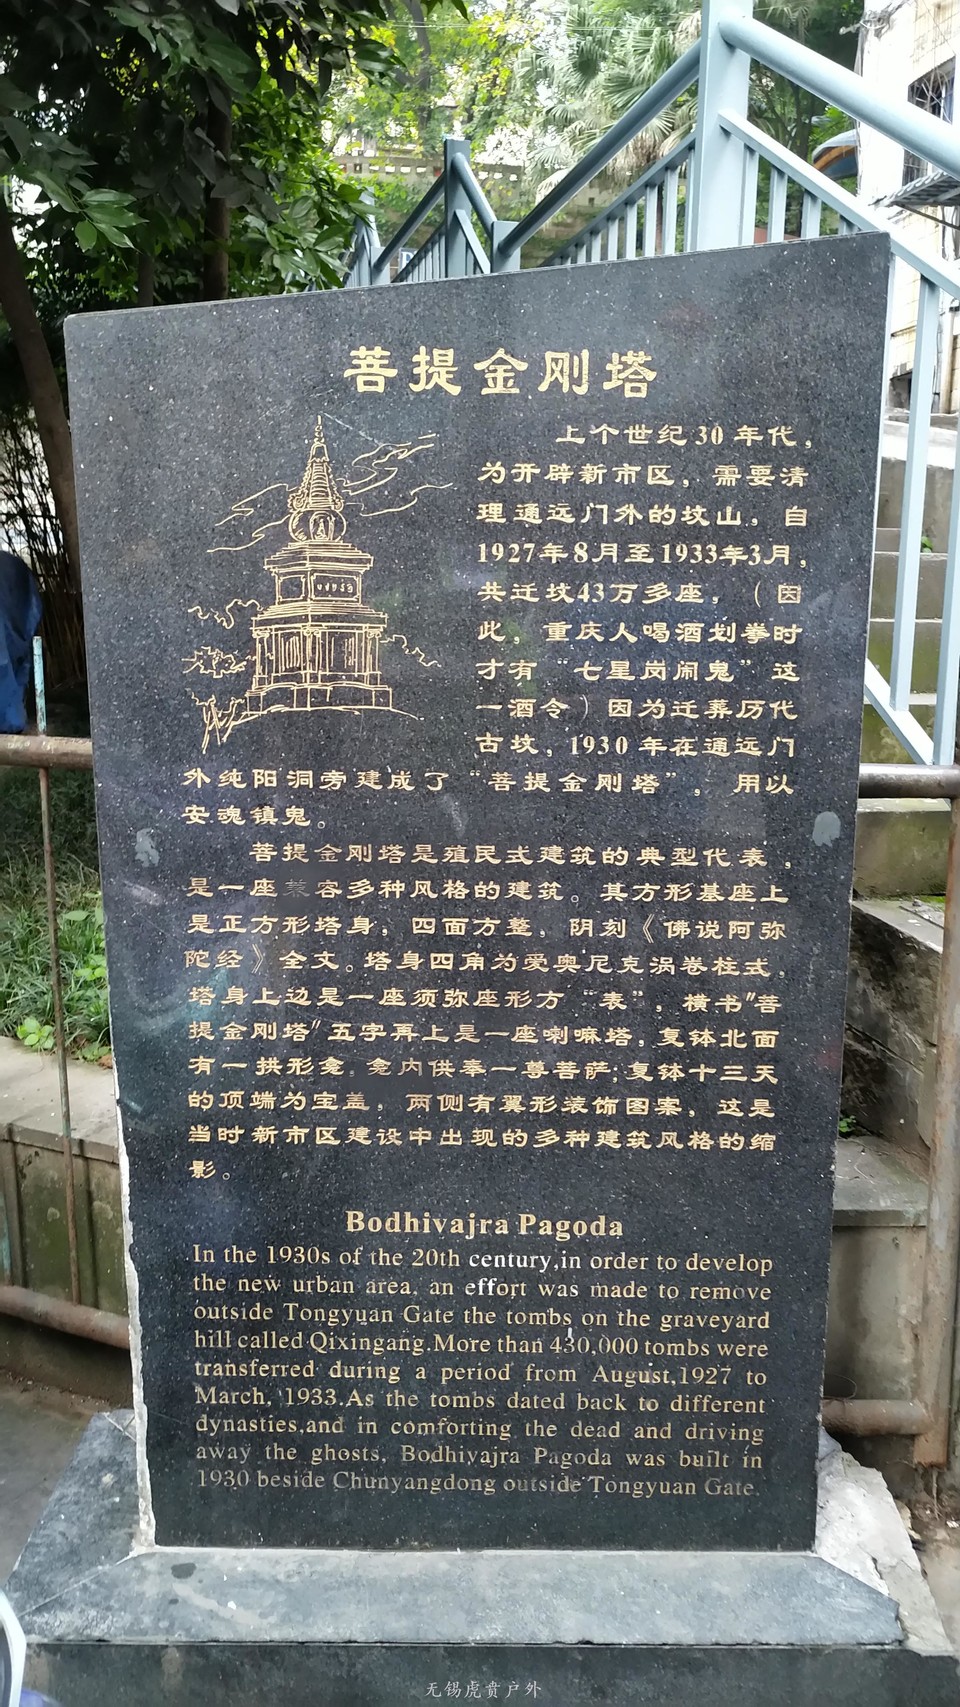 菩提金刚塔
上个世纪30年代，
为开辟新市区，需要清
理通远门外的坟山，自
1927年8月至1933年3月，
共迁坟43万多座，（因
此，重庆人喝酒划拳时
才有“七星岗闹鬼”这
一酒令）因为迁葬历代
古坟，1930年在通远门
外纯阳洞旁建成了“菩提金刚塔”，用以
安魂镇鬼。
菩提金刚塔是殖民式建筑的典型代表，
是一座兼容多种风格的建筑。其方形基座上
是正方形塔身，四面方整，阴刻《佛说阿弥
陀经》全文。塔身四角为爱奥尼克涡卷柱式，
塔身上边是一座须弥座形方“表”，横书"菩
提金刚塔"五字再上是一座喇嘛塔，复钵北面
有一拱形龛，龛内供奉一尊菩萨；复钵十三天
的顶端为宝盖，两侧有翼形装饰图案，这是
当时新市区建设中出现的多种建筑风格的缩
影。
Bodhivajra Pagoda
In the 1930s of the 20th century,in order to develop
the new urban area, an effort was made to remove
outside Tongyuan Gate the tombs on the graveyard
hill called Qixingang.More than 430,000 tombs were
transferred during a period from August,1927 to
March, 1933.As the tombs dated back to different
dynasties,and in comforting the dead and driving
away the ghosts, Bodhivajra Pagoda was built in
1930 beside Chunyangdong outside Tongyuan Gate.
无锡虎贲户外